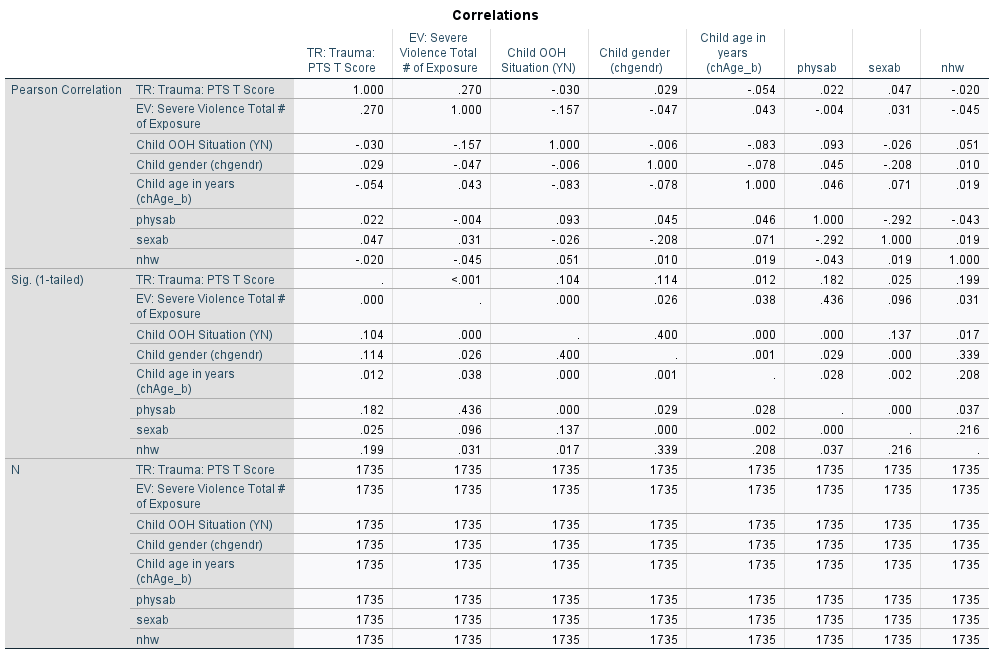 Correlations
TR: Trauma: PTS T Score EV: Severe Violence Total # of Exposure Child OOH Situation (YN) Child gender (chgendr) Child age in years (chAge_b) physab sexab nhw
Pearson Correlation TR: Trauma: PTS T Score 1.000 .270 -.030 .029 -.054 .022 .047 -.020
EV: Severe Violence Total # of Exposure .270 1.000 -.157 -.047 .043 -.004 .031 -.045
Child OOH Situation (YN) -.030 -.157 1.000 -.006 -.083 .093 -.026 .051
Child gender (chgendr) .029 -.047 -.006 1.000 -.078 .045 -.208 .010
Child age in years (chAge_b) -.054 .043 -.083 -.078 1.000 .046 .071 .019
physab .022 -.004 .093 .045 .046 1.000 -.292 -.043
sexab .047 .031 -.026 -.208 .071 -.292 1.000 .019
nhw -.020 -.045 .051 .010 .019 -.043 .019 1.000
Sig. (1-tailed) TR: Trauma: PTS T Score . <.001 .104 .114 .012 .182 .025 .199
EV: Severe Violence Total # of Exposure .000 . .000 .026 .038 .436 .096 .031
Child OOH Situation (YN) .104 .000 . .400 .000 .000 .137 .017
Child gender (chgendr) .114 .026 .400 . .001 .029 .000 .339
Child age in years (chAge_b) .012 .038 .000 .001 . .028 .002 .208
physab .182 .436 .000 .029 .028 . .000 .037
sexab .025 .096 .137 .000 .002 .000 . .216
nhw .199 .031 .017 .339 .208 .037 .216 .
N TR: Trauma: PTS T Score 1735 1735 1735 1735 1735 1735 1735 1735
EV: Severe Violence Total # of Exposure 1735 1735 1735 1735 1735 1735 1735 1735
Child OOH Situation (YN) 1735 1735 1735 1735 1735 1735 1735 1735
Child gender (chgendr) 1735 1735 1735 1735 1735 1735 1735 1735
Child age in years (chAge_b) 1735 1735 1735 1735 1735 1735 1735 1735
physab 1735 1735 1735 1735 1735 1735 1735 1735
sexab 1735 1735 1735 1735 1735 1735 1735 1735
nhw 1735 1735 1735 1735 1735 1735 1735 1735